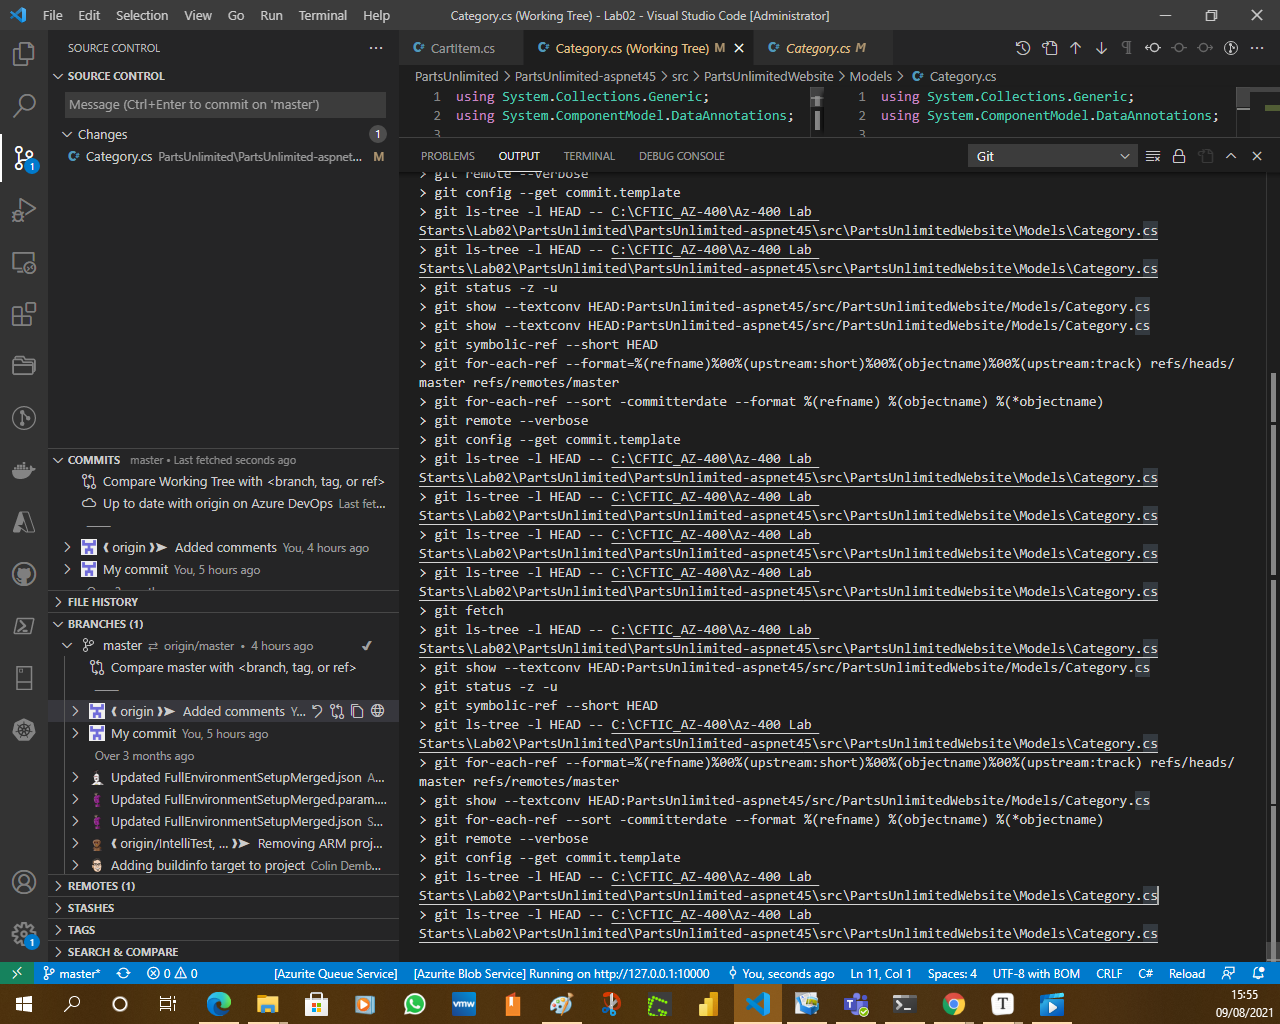 File Edit Selection View Go Run Terminal Help Category.cs (Working Tree) - Lab02 - Visual Studio Code [Administrator]
SOURCE CONTROL
SOURCE CONTROL
Message (Ctrl+Enter to commit on 'master')
Changes 1
Category.cs PartsUnlimited\PartsUnlimited-aspnet... M
1
COMMITS master • Last fetched seconds ago
Compare Working Tree with <branch, tag, or ref>
Up to date with origin on Azure DevOps Last fet...
origin Added comments You, 4 hours ago
My commit You, 5 hours ago
FILE HISTORY
BRANCHES (1)
master origin/master • 4 hours ago
Compare master with <branch, tag, or ref>
origin Added comments Y...
My commit You, 5 hours ago
Over 3 months ago
Updated FullEnvironmentSetupMerged.json A...
Updated FullEnvironmentSetupMerged.param....
Updated FullEnvironmentSetupMerged.json S...
origin/IntelliTest, ... Removing ARM proj...
Adding buildinfo target to project Colin Demb...
REMOTES (1)
STASHES
TAGS
SEARCH & COMPARE
1
CartItem.cs Category.cs (Working Tree) M Category.cs M
PartsUnlimited > PartsUnlimited-aspnet45 > src > PartsUnlimitedWebsite > Models > Category.cs
1 using System.Collections.Generic; 1 using System.Collections.Generic;
2 using System.ComponentModel.DataAnnotations; 2 using System.ComponentModel.DataAnnotations;
3 3
PROBLEMS OUTPUT TERMINAL DEBUG CONSOLE Git
> git remote --verbose
> git config --get commit.template
> git ls-tree -l HEAD -- C:\CFTIC_AZ-400\Az-400 Lab
Starts\Lab02\PartsUnlimited\PartsUnlimited-aspnet45\src\PartsUnlimitedWebsite\Models\Category.cs
> git ls-tree -l HEAD -- C:\CFTIC_AZ-400\Az-400 Lab
Starts\Lab02\PartsUnlimited\PartsUnlimited-aspnet45\src\PartsUnlimitedWebsite\Models\Category.cs
> git status -z -u
> git show --textconv HEAD:PartsUnlimited-aspnet45/src/PartsUnlimitedWebsite/Models/Category.cs
> git show --textconv HEAD:PartsUnlimited-aspnet45/src/PartsUnlimitedWebsite/Models/Category.cs
> git symbolic-ref --short HEAD
> git for-each-ref --format=%(refname)%00%(upstream:short)%00%(objectname)%00%(upstream:track) refs/heads/
master refs/remotes/master
> git for-each-ref --sort -committerdate --format %(refname) %(objectname) %(*objectname)
> git remote --verbose
> git config --get commit.template
> git ls-tree -l HEAD -- C:\CFTIC_AZ-400\Az-400 Lab
Starts\Lab02\PartsUnlimited\PartsUnlimited-aspnet45\src\PartsUnlimitedWebsite\Models\Category.cs
> git ls-tree -l HEAD -- C:\CFTIC_AZ-400\Az-400 Lab
Starts\Lab02\PartsUnlimited\PartsUnlimited-aspnet45\src\PartsUnlimitedWebsite\Models\Category.cs
> git ls-tree -l HEAD -- C:\CFTIC_AZ-400\Az-400 Lab
Starts\Lab02\PartsUnlimited\PartsUnlimited-aspnet45\src\PartsUnlimitedWebsite\Models\Category.cs
> git ls-tree -l HEAD -- C:\CFTIC_AZ-400\Az-400 Lab
Starts\Lab02\PartsUnlimited\PartsUnlimited-aspnet45\src\PartsUnlimitedWebsite\Models\Category.cs
> git fetch
> git ls-tree -l HEAD -- C:\CFTIC_AZ-400\Az-400 Lab
Starts\Lab02\PartsUnlimited\PartsUnlimited-aspnet45\src\PartsUnlimitedWebsite\Models\Category.cs
> git show --textconv HEAD:PartsUnlimited-aspnet45/src/PartsUnlimitedWebsite/Models/Category.cs
> git status -z -u
> git symbolic-ref --short HEAD
> git ls-tree -l HEAD -- C:\CFTIC_AZ-400\Az-400 Lab
Starts\Lab02\PartsUnlimited\PartsUnlimited-aspnet45\src\PartsUnlimitedWebsite\Models\Category.cs
> git for-each-ref --format=%(refname)%00%(upstream:short)%00%(objectname)%00%(upstream:track) refs/heads/
master refs/remotes/master
> git show --textconv HEAD:PartsUnlimited-aspnet45/src/PartsUnlimitedWebsite/Models/Category.cs
> git for-each-ref --sort -committerdate --format %(refname) %(objectname) %(*objectname)
> git remote --verbose
> git config --get commit.template
> git ls-tree -l HEAD -- C:\CFTIC_AZ-400\Az-400 Lab
Starts\Lab02\PartsUnlimited\PartsUnlimited-aspnet45\src\PartsUnlimitedWebsite\Models\Category.cs
> git ls-tree -l HEAD -- C:\CFTIC_AZ-400\Az-400 Lab
Starts\Lab02\PartsUnlimited\PartsUnlimited-aspnet45\src\PartsUnlimitedWebsite\Models\Category.cs
master* 0 0 [Azurite Queue Service] [Azurite Blob Service] Running on http://127.0.0.1:10000 You, seconds ago Ln 11, Col 1 Spaces: 4 UTF-8 with BOM CRLF C# Reload
vmw T
15:55
09/08/2021